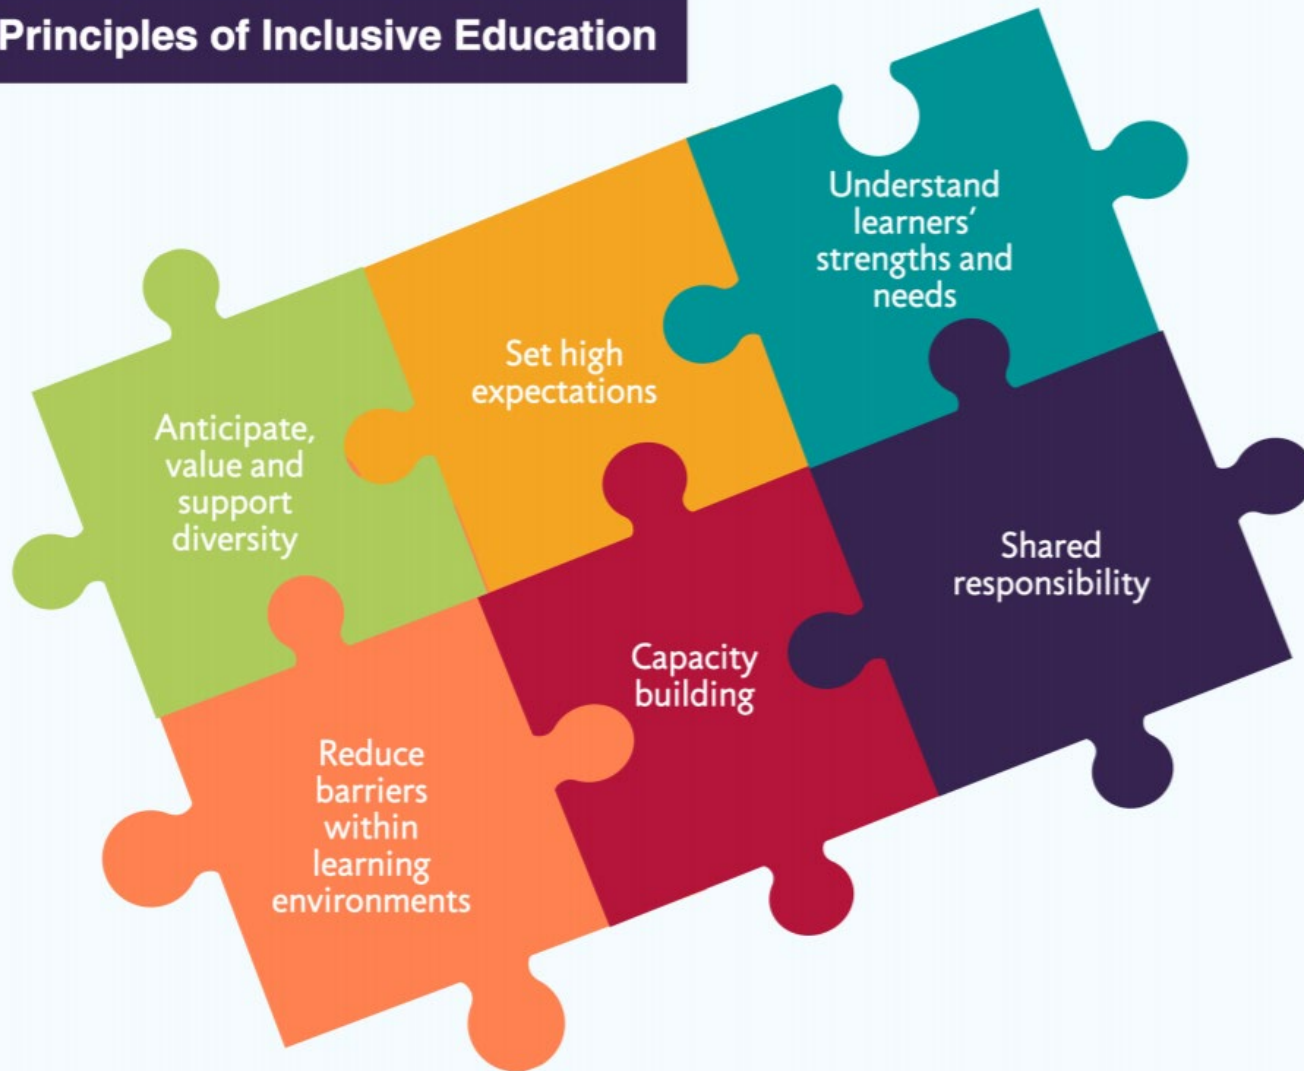 Principles of Inclusive Education
Anticipate,
value and
support
diversity
Set high
expectations
Understand
learners’
strengths and
needs
Reduce
barriers
within
learning
environments
Capacity
building
Shared
responsibility